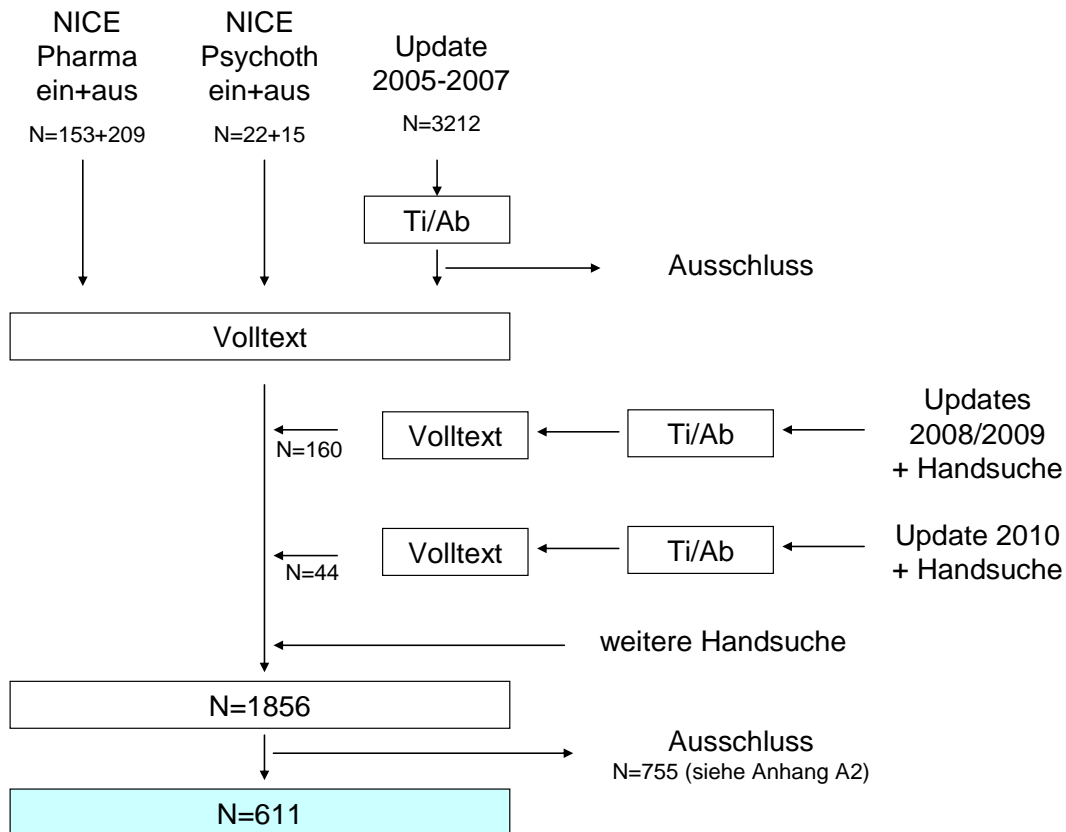 NICE
Pharma
ein+aus
N=153+209
NICE
Psychoth
ein+aus
N=22+15
Update
2005-2007
N=3212
Ti/Ab
Ausschluss
Volltext
Updates
2008/2009
+ Handsuche
Ti/Ab
Volltext
N=160
Update 2010
+ Handsuche
Ti/Ab
Volltext
N=44
weitere Handsuche
N=1856
Ausschluss
N=755 (siehe Anhang A2)
N=611